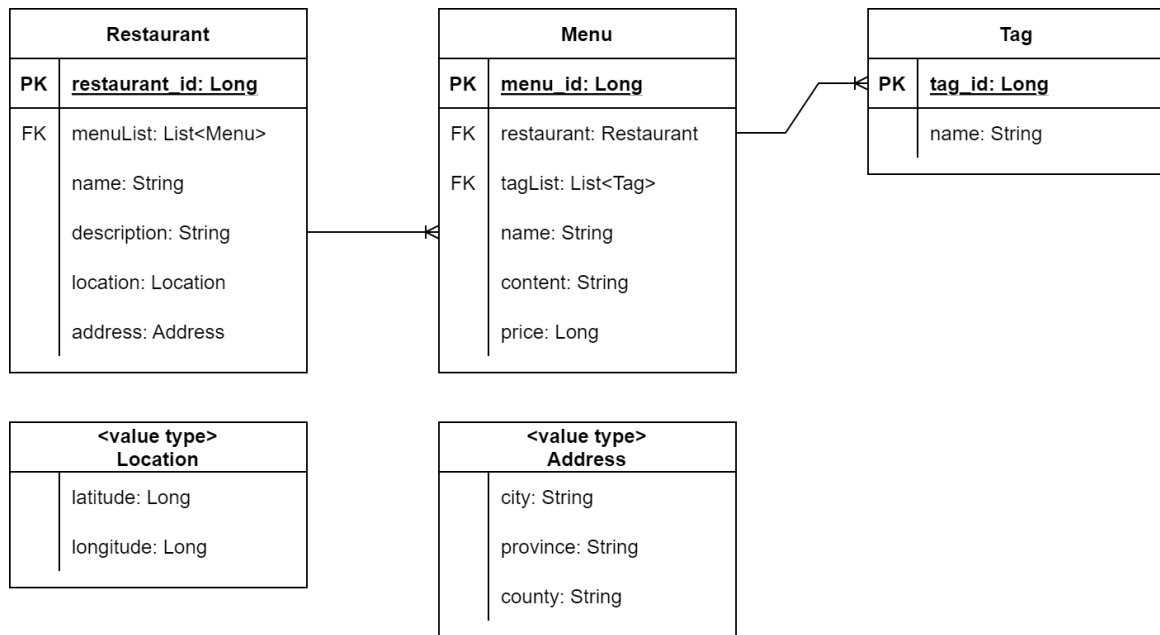 Restaurant
PK restaurant_id: Long
FK menuList: List<Menu>
name: String
description: String
location: Location
address: Address
Menu
PK menu_id: Long
FK restaurant: Restaurant
FK tagList: List<Tag>
name: String
content: String
price: Long
Tag
PK tag_id: Long
name: String
<value type>
Location
latitude: Long
longitude: Long
<value type>
Address
city: String
province: String
county: String